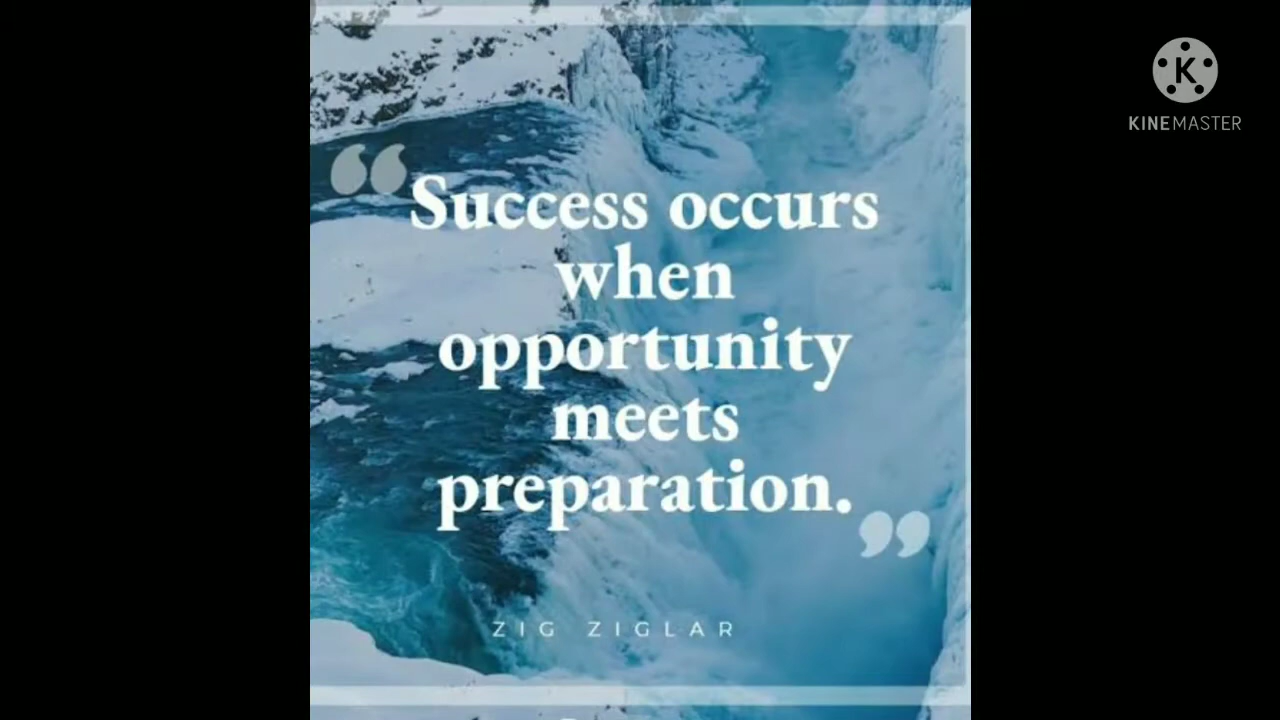 KINEMASTER
“Success occurs
when
opportunity
meets
preparation.”
ZIG ZIGLAR